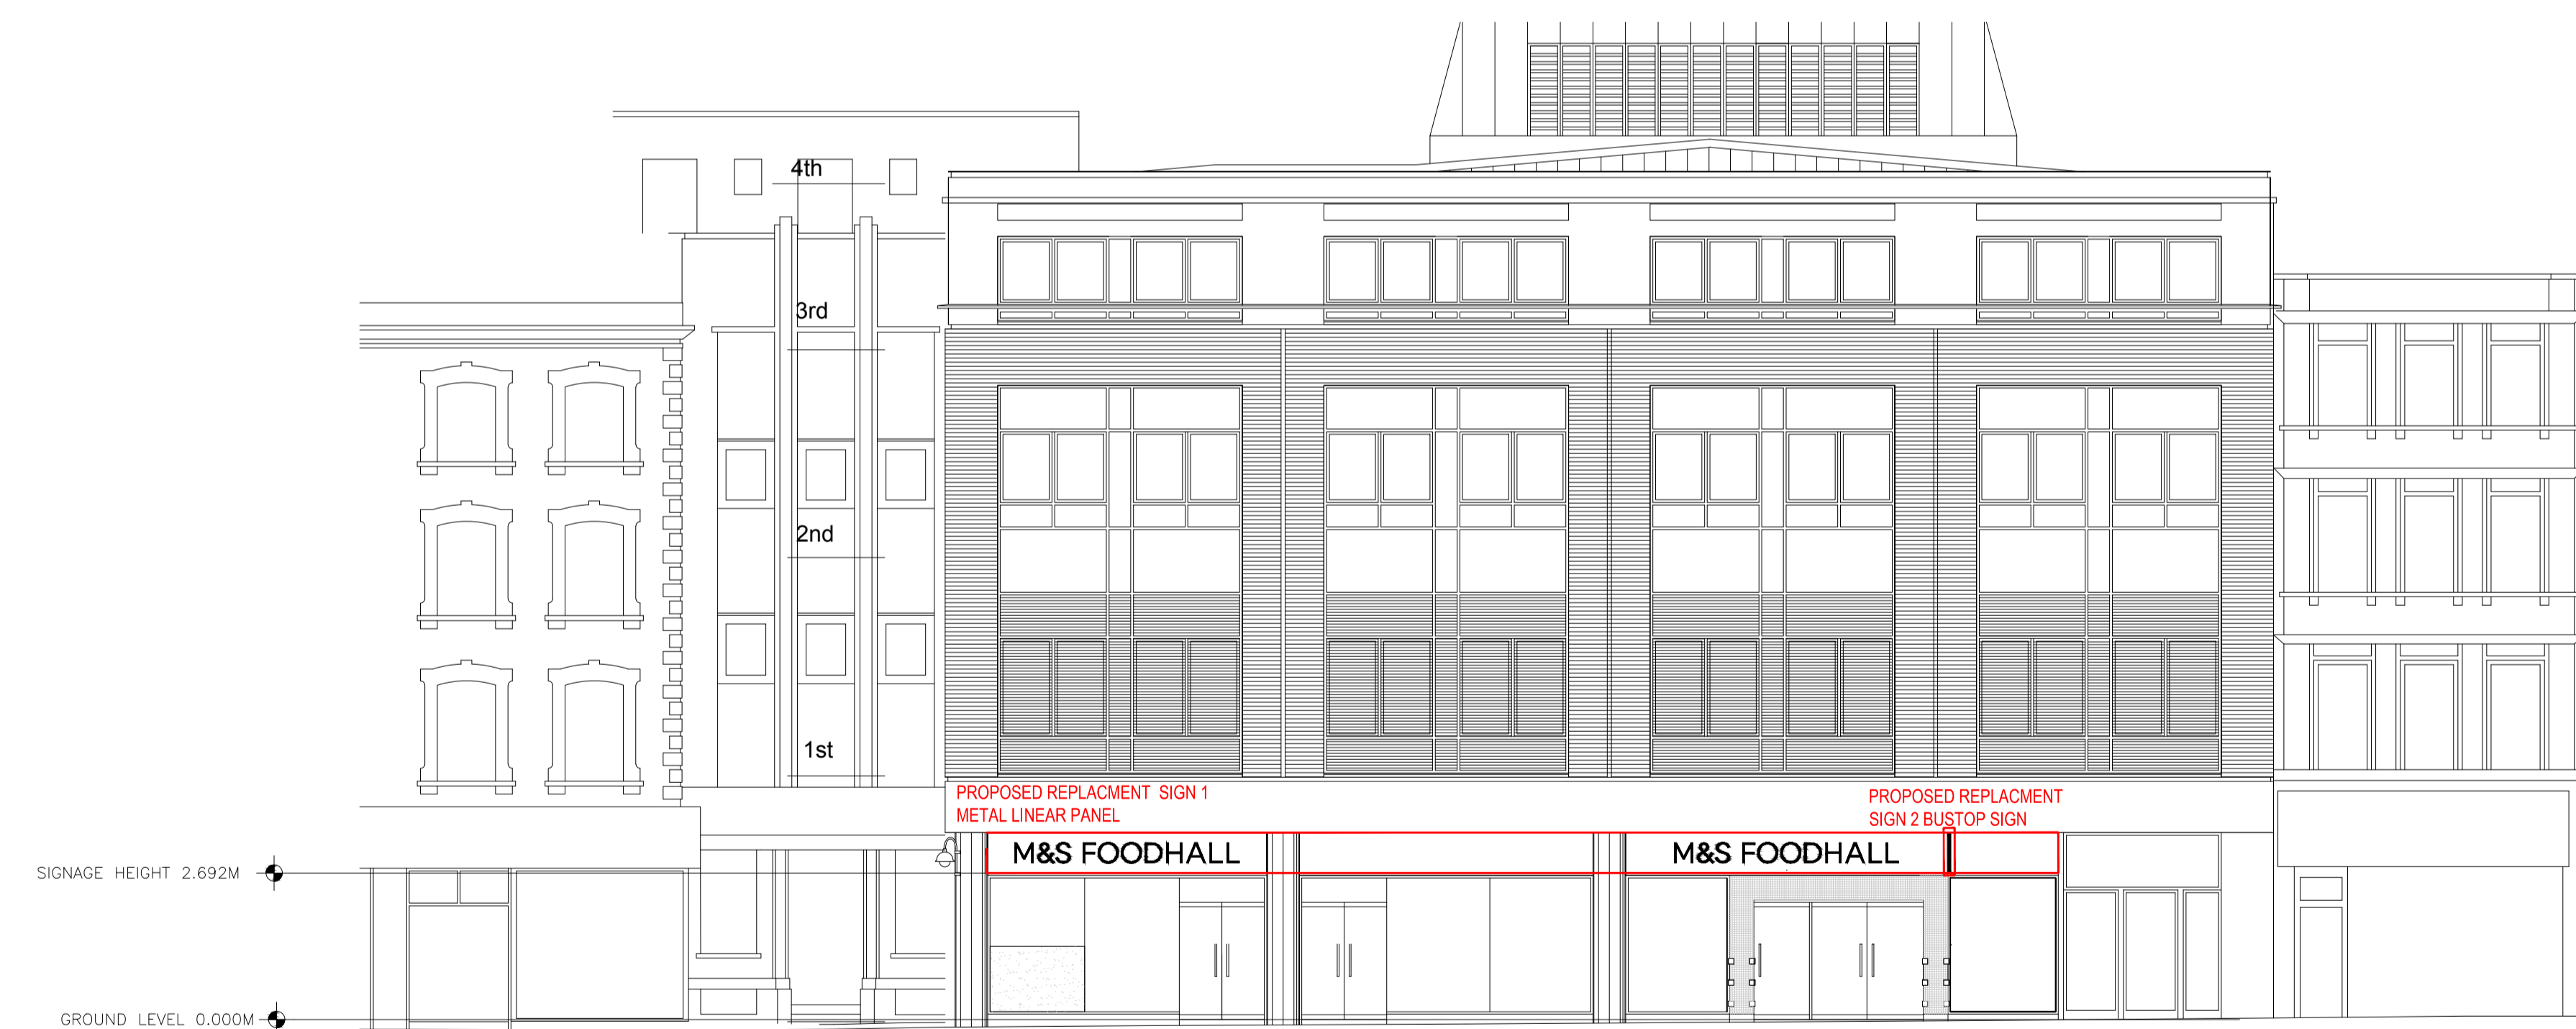 4th
3rd
2nd
1st
PROPOSED REPLACMENT SIGN 1
METAL LINEAR PANEL
PROPOSED REPLACMENT
SIGN 2 BUSTOP SIGN
M&S FOODHALL
M&S FOODHALL
SIGNAGE HEIGHT 2.692M
GROUND LEVEL 0.000M